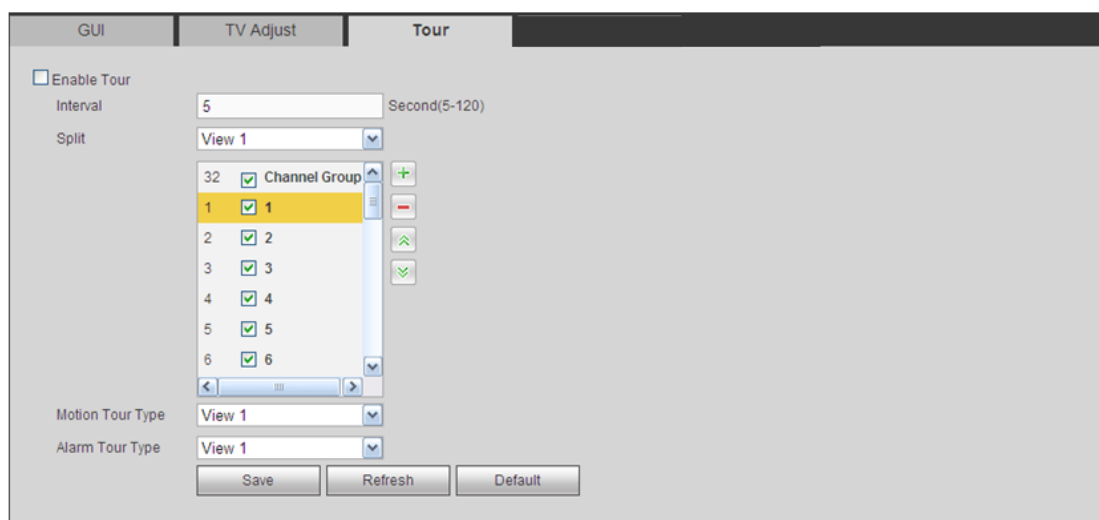 GUI TV Adjust Tour
Enable Tour
Interval 5 Second(5-120)
Split View 1
32 Channel Group
1 1
2 2
3 3
4 4
5 5
6 6
Motion Tour Type View 1
Alarm Tour Type View 1
Save Refresh Default